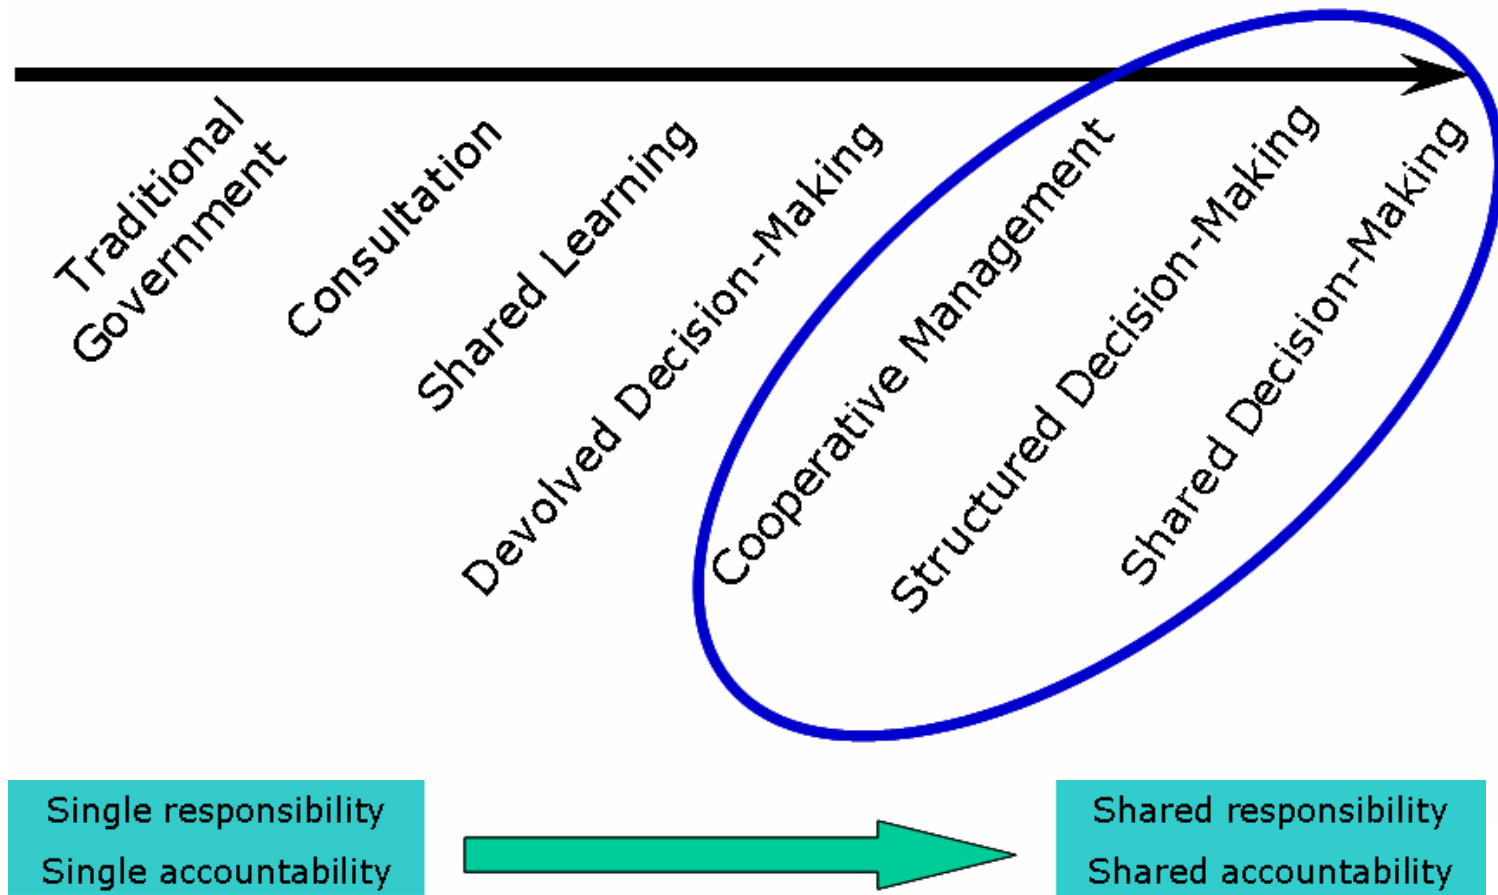 Traditional
Government
Consultation
Shared Learning
Devolved Decision-Making
Cooperative Management
Structured Decision-Making
Shared Decision-Making
Single responsibility
Single accountability
Shared responsibility
Shared accountability